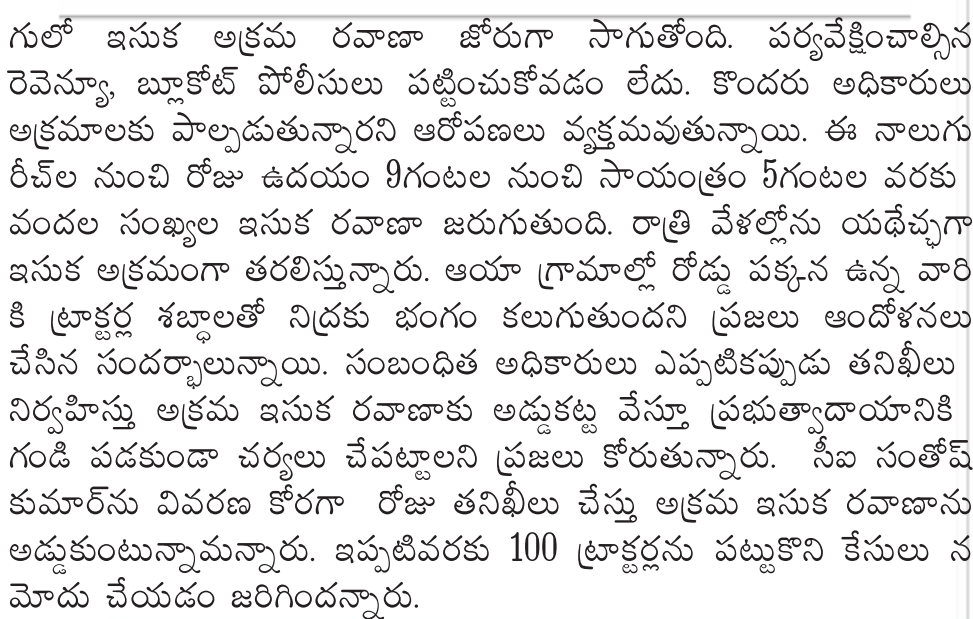 గులో ఇసుక అక్రమ రవాణా జోరుగా సాగుతోంది. పర్యవేక్షించాల్సిన
రెవెన్యూ, బ్లూకోట్ పోలీసులు పట్టించుకోవడం లేదు. కొందరు అధికారులు
అక్రమాలకు పాల్పడుతున్నారని ఆరోపణలు వ్యక్తమవుతున్నాయి. ఈ నాలుగు
రీచ్‌ల నుంచి రోజు ఉదయం 9గంటల నుంచి సాయంత్రం 5గంటల వరకు
వందల సంఖ్యల ఇసుక రవాణా జరుగుతుంది. రాత్రి వేళల్లోను యథేచ్ఛగా
ఇసుక అక్రమంగా తరలిస్తున్నారు. ఆయా గ్రామాల్లో రోడ్డు పక్కన ఉన్న వారి
కి ట్రాక్టర్ల శబ్ధాలతో నిద్రకు భంగం కలుగుతుందని ప్రజలు ఆందోళనలు
చేసిన సందర్భాలున్నాయి. సంబంధిత అధికారులు ఎప్పటికప్పుడు తనిఖీలు
నిర్వహిస్తు అక్రమ ఇసుక రవాణాకు అడ్డుకట్ట వేస్తూ ప్రభుత్వాదాయానికి
గండి పడకుండా చర్యలు చేపట్టాలని ప్రజలు కోరుతున్నారు. సీఐ సంతోష్
కుమార్‌ను వివరణ కోరగా రోజు తనిఖీలు చేస్తు అక్రమ ఇసుక రవాణాను
అడ్డుకుంటున్నామన్నారు. ఇప్పటివరకు 100 ట్రాక్టర్లను పట్టుకొని కేసులు న
మోదు చేయడం జరిగిందన్నారు.